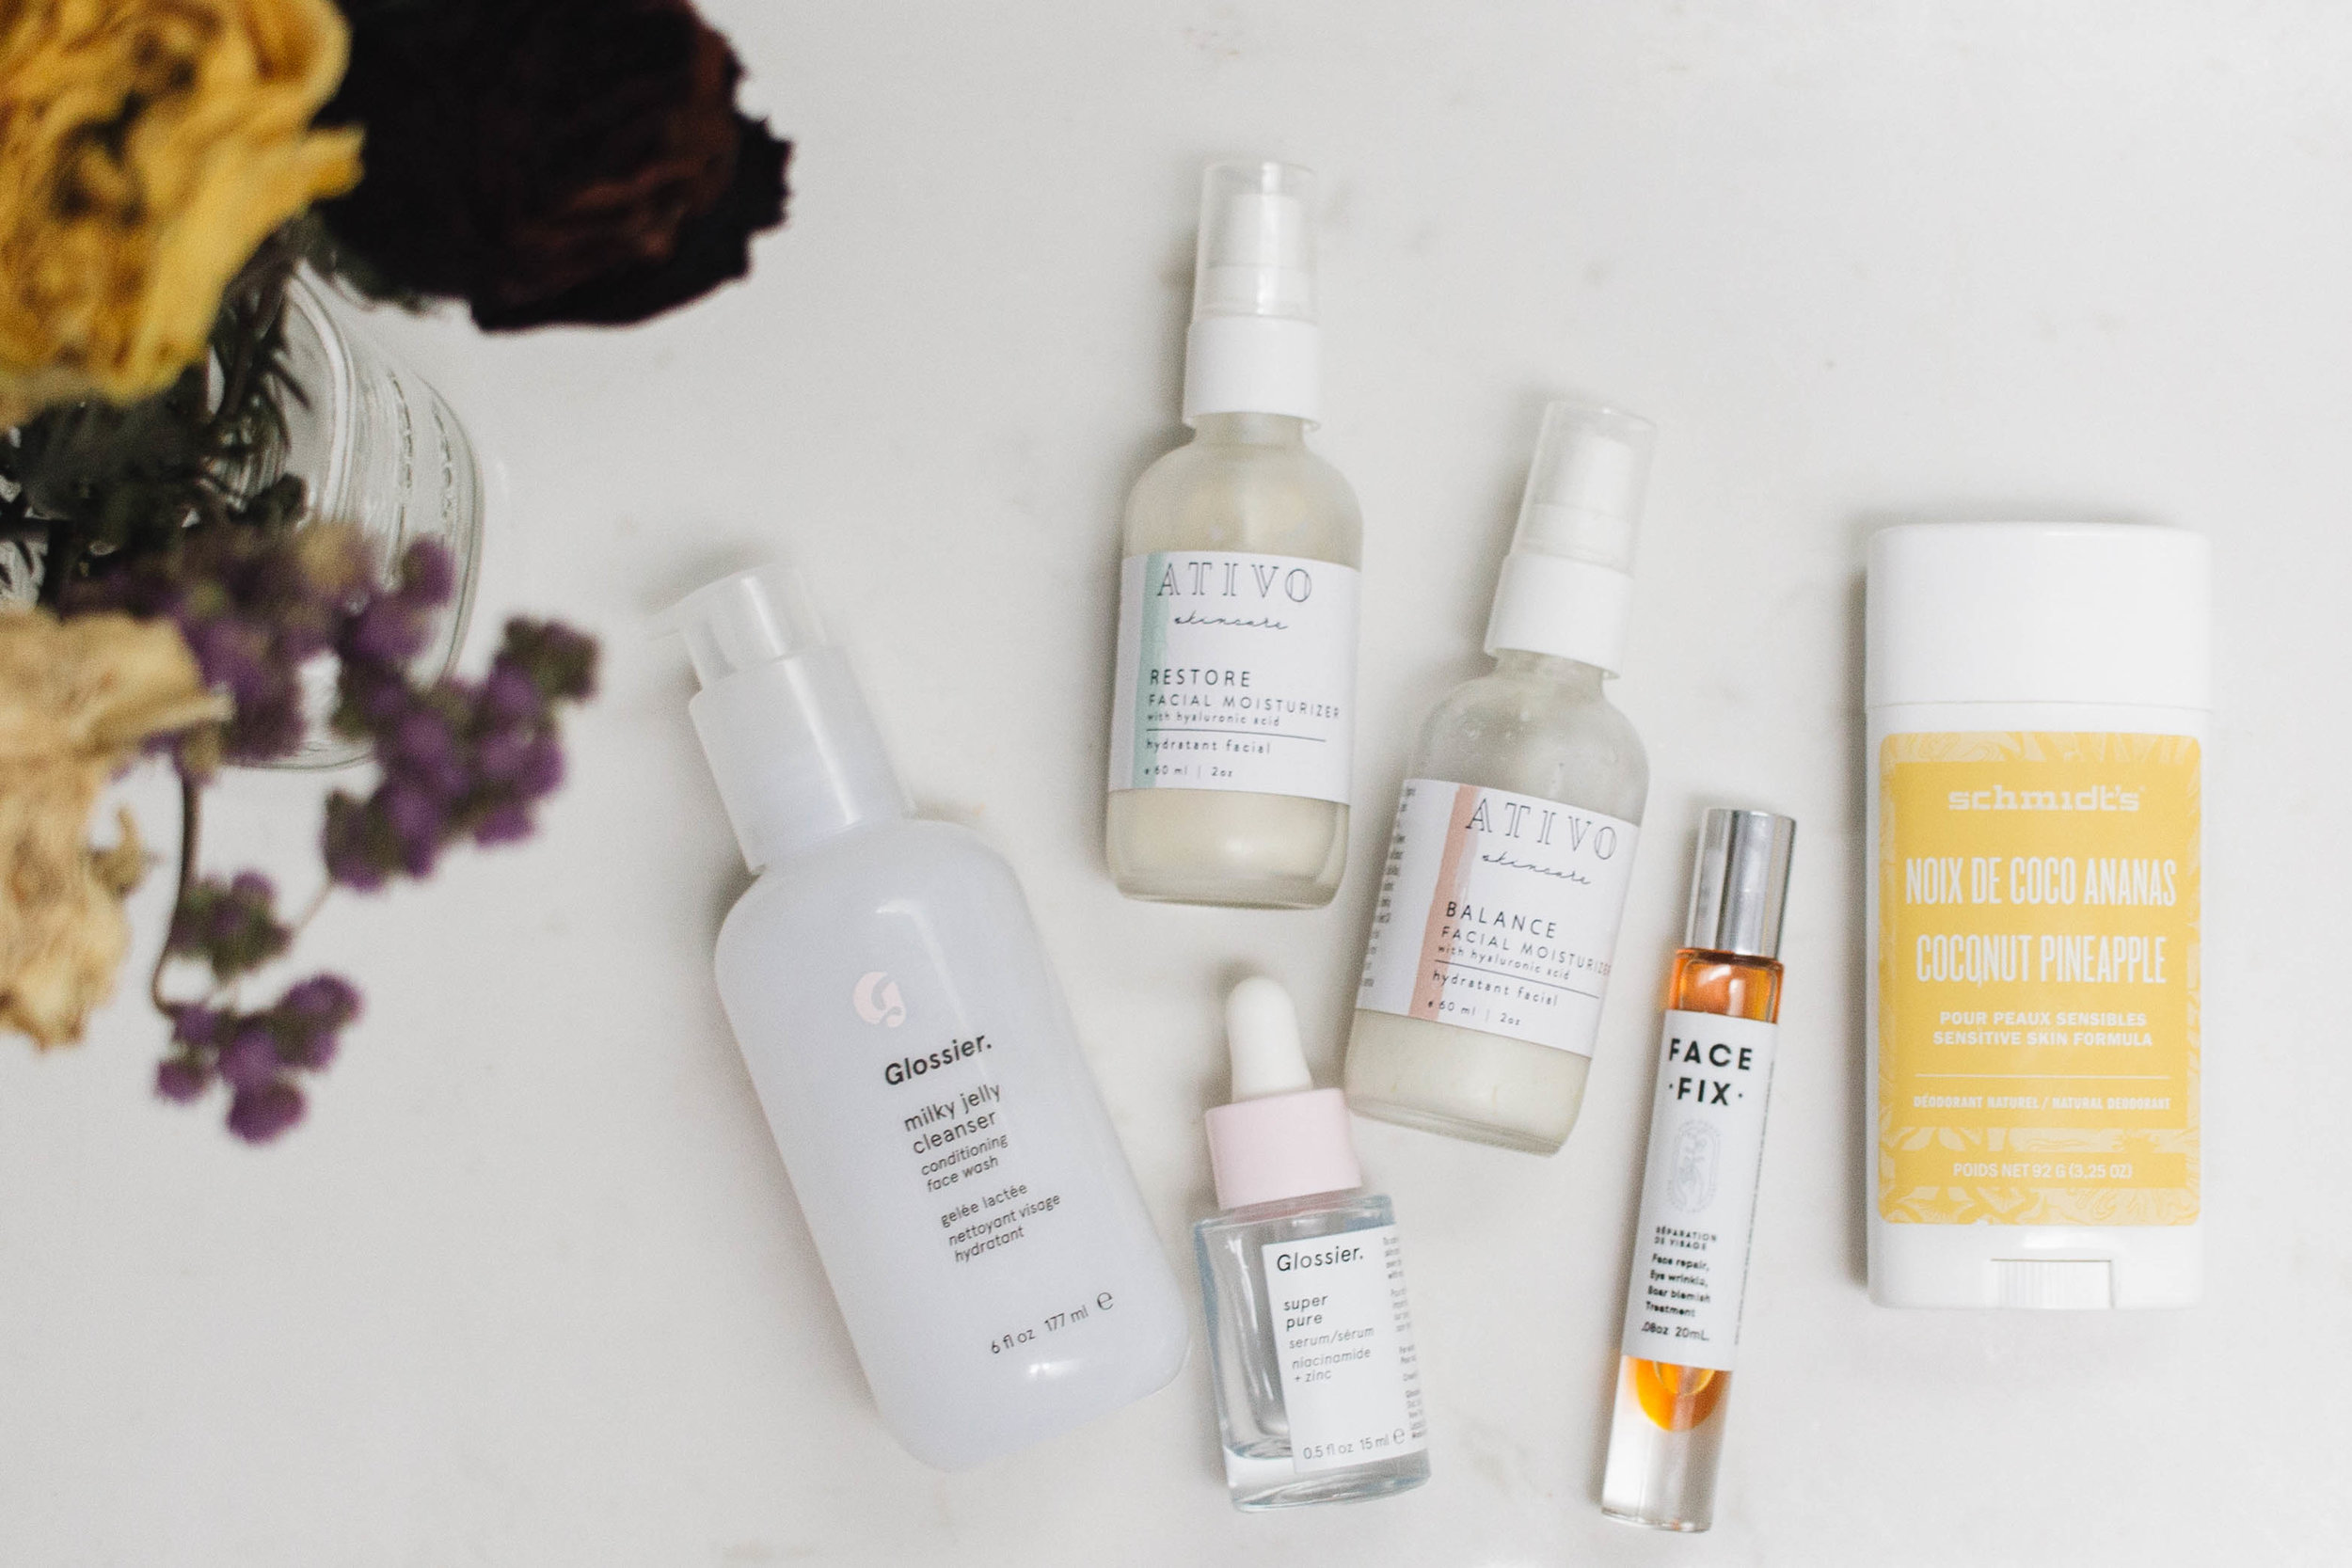 Glossier.
milky jelly
cleanser
conditioning
face wash
gelée lactée
nettoyant visage
hydratant
6 fl oz 177 ml ℮
ATIVO
skincare
RESTORE
FACIAL MOISTURIZER
with hyaluronic acid
hydratant facial
e 60 ml | 2oz
ATIVO
skincare
BALANCE
FACIAL MOISTURIZER
with hyaluronic acid
hydratant facial
e 60 ml | 2oz
Glossier.
super
pure
serum/sérum
niacinamide
+ zinc
0.5 fl oz 15 ml ℮
FACE
·FIX·
RÉPARATION
DE VISAGE
Face repair,
Eye wrinkle,
Scar blemish
Treatment
.08oz 20mL.
schmidt's
NOIX DE COCO ANANAS
COCONUT PINEAPPLE
POUR PEAUX SENSIBLES
SENSITIVE SKIN FORMULA
DÉODORANT NATUREL / NATURAL DEODORANT
POIDS NET 92 G (3,25 OZ)